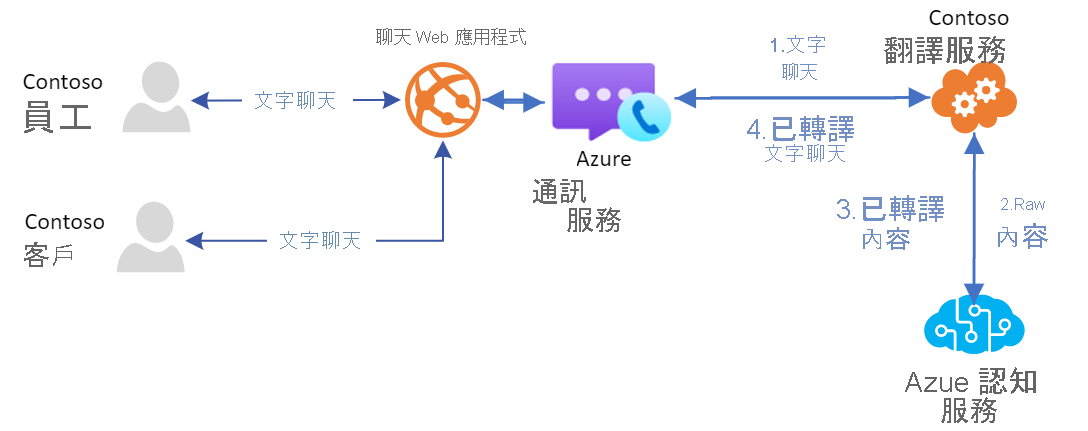 Contoso
員工
文字聊天
聊天 Web 應用程式
Azure
通訊
服務
1.文字
聊天
4.已轉譯
文字聊天
Contoso
翻譯服務
Contoso
客戶
文字聊天
3.已轉譯
內容
2.Raw
內容
Azue 認知
服務